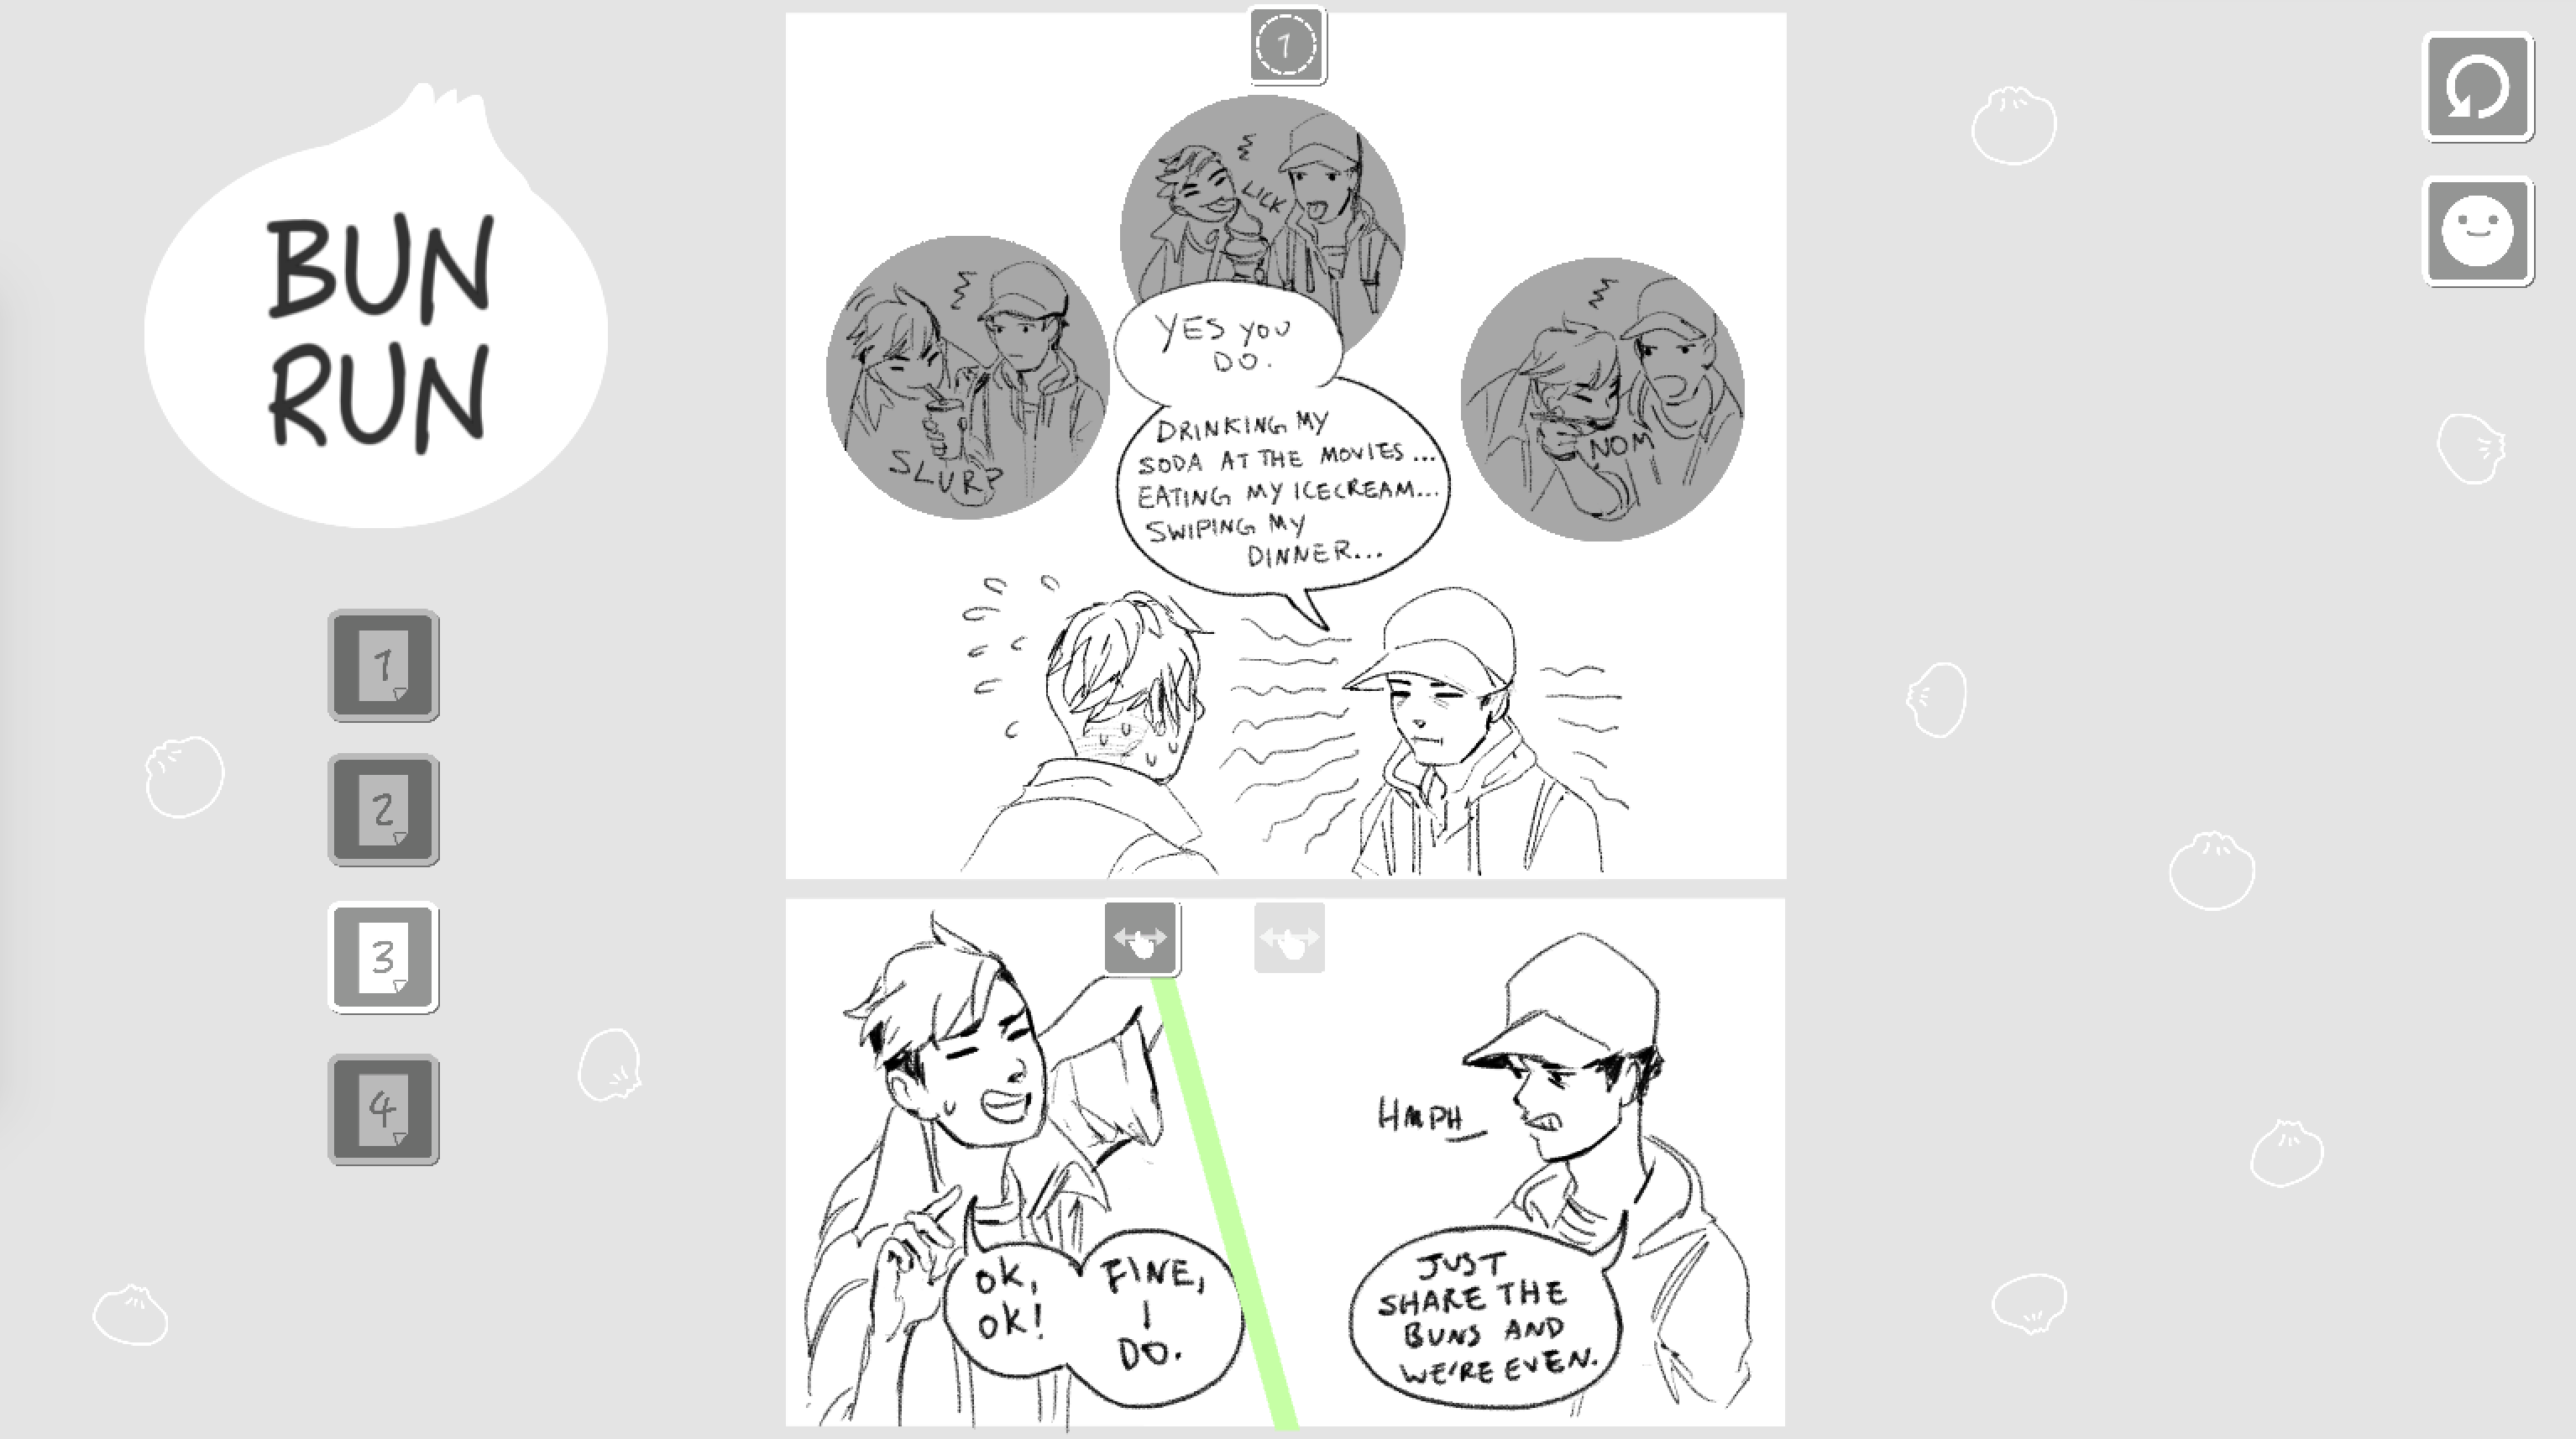 BUN
RUN
1
2
3
4
1
LICK
SLURP
NOM
YES YOU
DO.
DRINKING MY
SODA AT THE MOVIES...
EATING MY ICECREAM...
SWIPING MY
DINNER...
OK,
OK!
FINE,
I
DO.
HMPH
JUST
SHARE THE
BUNS AND
WE'RE EVEN.